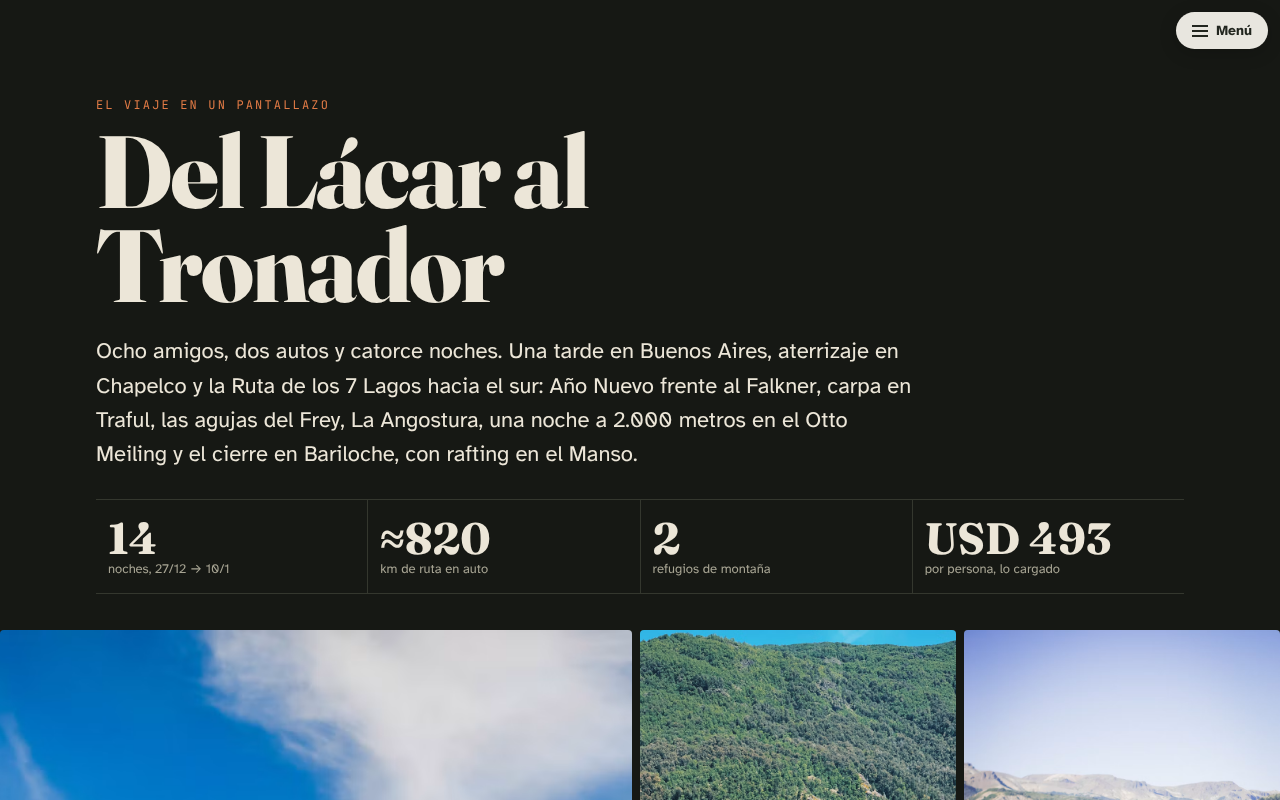 Menú
EL VIAJE EN UN PANTALLAZO
Del Lácar al
Tronador
Ocho amigos, dos autos y catorce noches. Una tarde en Buenos Aires, aterrizaje en
Chapelco y la Ruta de los 7 Lagos hacia el sur: Año Nuevo frente al Falkner, carpa en
Traful, las agujas del Frey, La Angostura, una noche a 2.000 metros en el Otto
Meiling y el cierre en Bariloche, con rafting en el Manso.
14
noches, 27/12 → 10/1
≈820
km de ruta en auto
2
refugios de montaña
USD 493
por persona, lo cargado